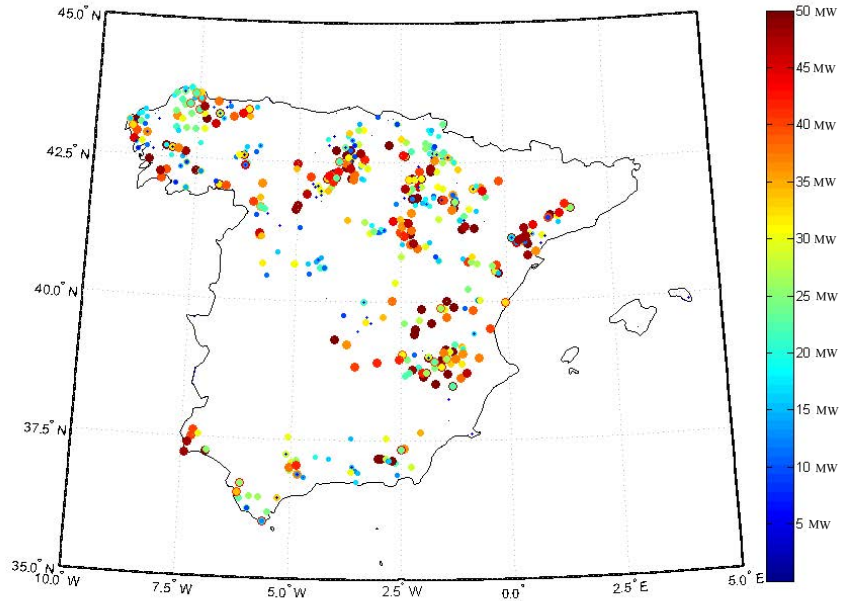 45.0° N
42.5° N
40.0° N
37.5° N
35.0° N
10.0° W
7.5° W
5.0° W
2.5° W
0.0°
2.5° E
5.0° E
50 MW
45 MW
40 MW
35 MW
30 MW
25 MW
20 MW
15 MW
10 MW
5 MW